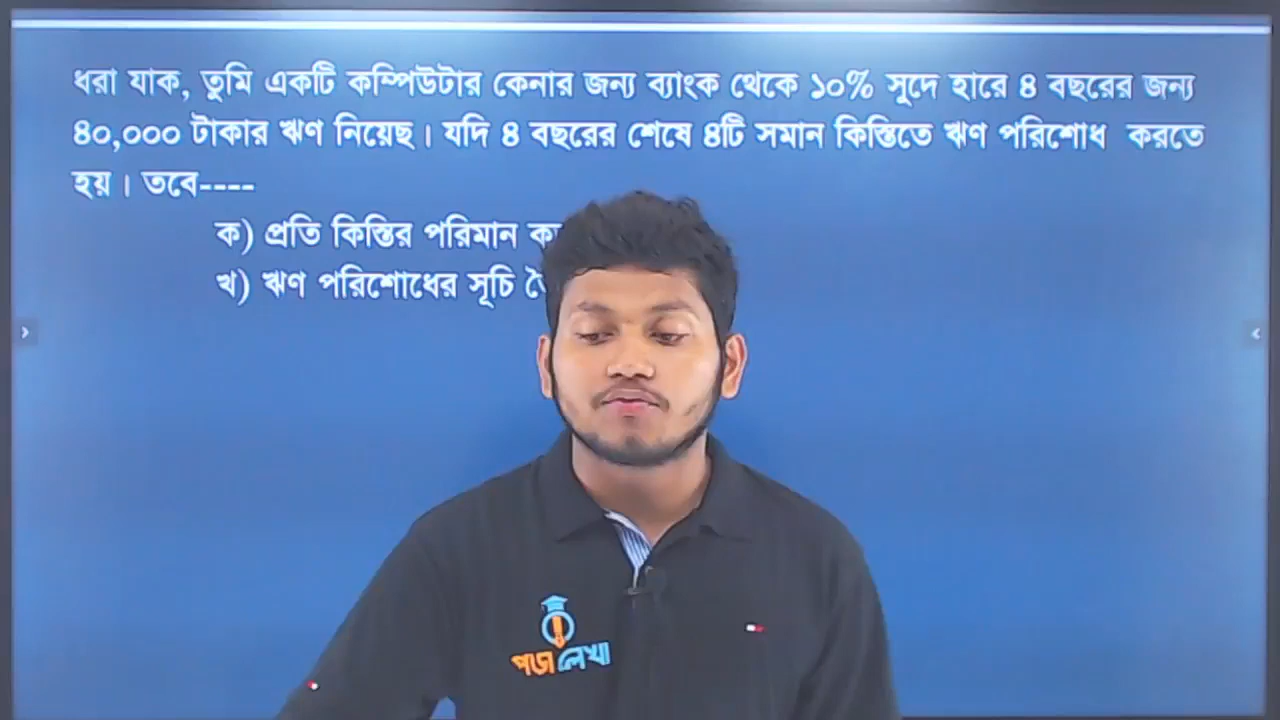 ধরা যাক, তুমি একটি কম্পিউটার কেনার জন্য ব্যাংক থেকে ১০% সুদে হারে ৪ বছরের জন্য
৪০,০০০ টাকার ঋণ নিয়েছ। যদি ৪ বছরের শেষে ৪টি সমান কিস্তিতে ঋণ পরিশোধ করতে
হয়। তবে----
ক) প্রতি কিস্তির পরিমান
খ) ঋণ পরিশোধের সূচি
পড়ালেখা